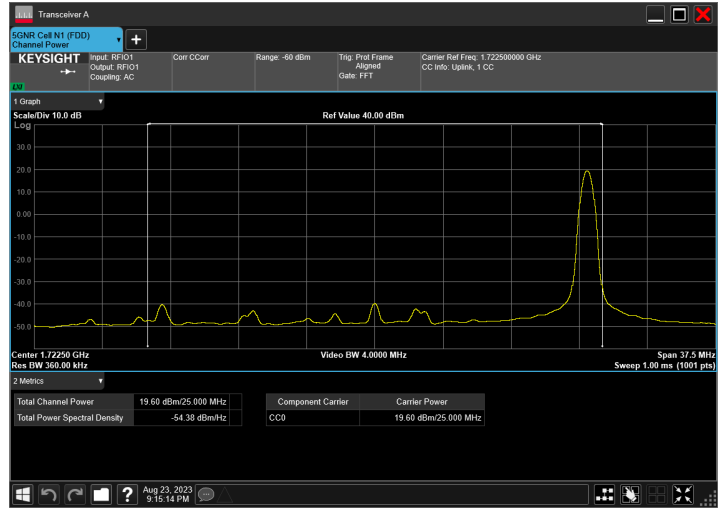 Transceiver A
5GNR Cell N1 (FDD)
Channel Power
KEYSIGHT
Input: RFIO1
Output: RFIO1
Coupling: AC
Corr CCorr
Range: -60 dBm
Trig: Prot Frame
Aligned
Gate: FFT
Carrier Ref Freq: 1.722500000 GHz
CC Info: Uplink, 1 CC
LXI
1 Graph
Scale/Div 10.0 dB
Ref Value 40.00 dBm
Log
30.0
20.0
10.0
0.00
-10.0
-20.0
-30.0
-40.0
-50.0
Center 1.72250 GHz
Video BW 4.0000 MHz
Span 37.5 MHz
Res BW 360.00 kHz
Sweep 1.00 ms (1001 pts)
2 Metrics
Total Channel Power 19.60 dBm/25.000 MHz
Total Power Spectral Density -54.38 dBm/Hz
Component Carrier Carrier Power
CC0 19.60 dBm/25.000 MHz
?
Aug 23, 2023
9:15:14 PM